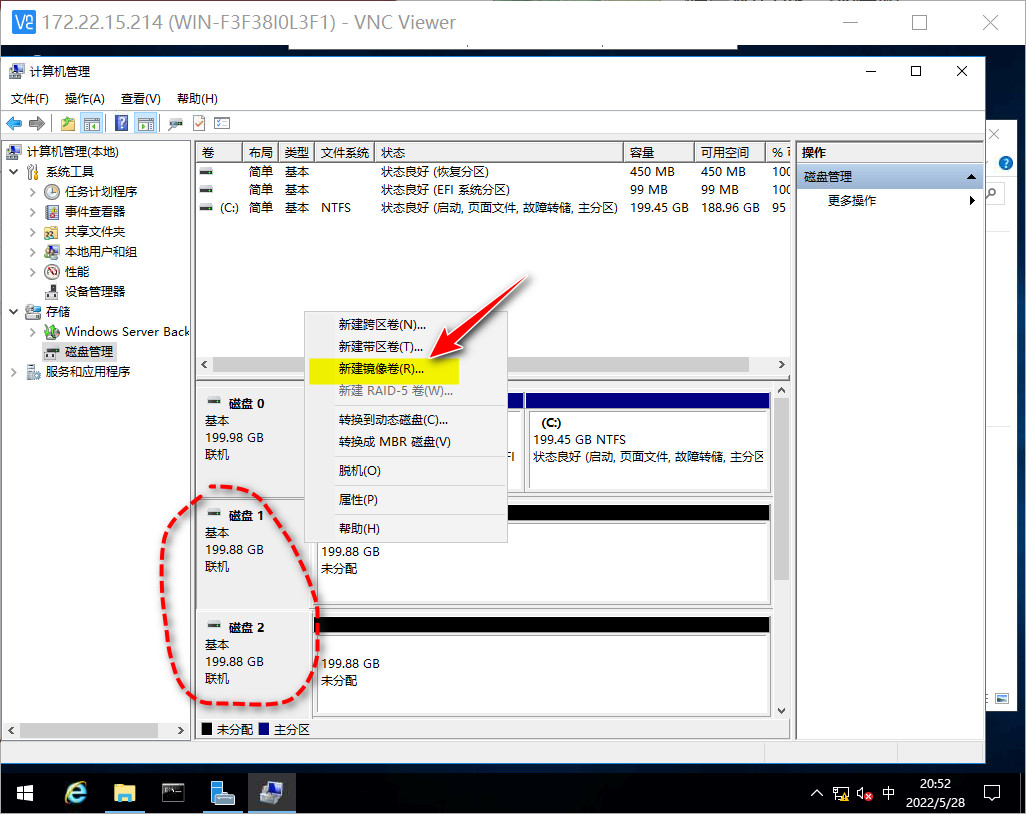 172.22.15.214 (WIN-F3F38I0L3F1) - VNC Viewer
计算机管理
文件(F) 操作(A) 查看(V) 帮助(H)
计算机管理(本地)
系统工具
任务计划程序
事件查看器
共享文件夹
本地用户和组
性能
设备管理器
存储
Windows Server Back
磁盘管理
服务和应用程序
卷 布局 类型 文件系统 状态 容量 可用空间 %
简单 基本 状态良好 (恢复分区) 450 MB 450 MB 100
简单 基本 状态良好 (EFI 系统分区) 99 MB 99 MB 100
(C:) 简单 基本 NTFS 状态良好 (启动, 页面文件, 故障转储, 主分区) 199.45 GB 188.96 GB 95
操作
磁盘管理
更多操作
新建跨区卷(N)...
新建带区卷(T)...
新建镜像卷(R)...
新建 RAID-5 卷(W)...
转换到动态磁盘(C)...
转换成 MBR 磁盘(V)
脱机(O)
属性(P)
帮助(H)
磁盘 0
基本
199.98 GB
联机
(C:)
199.45 GB NTFS
状态良好 (启动, 页面文件, 故障转储, 主分区
磁盘 1
基本
199.88 GB
联机
199.88 GB
未分配
磁盘 2
基本
199.88 GB
联机
199.88 GB
未分配
未分配 主分区
中
20:52
2022/5/28